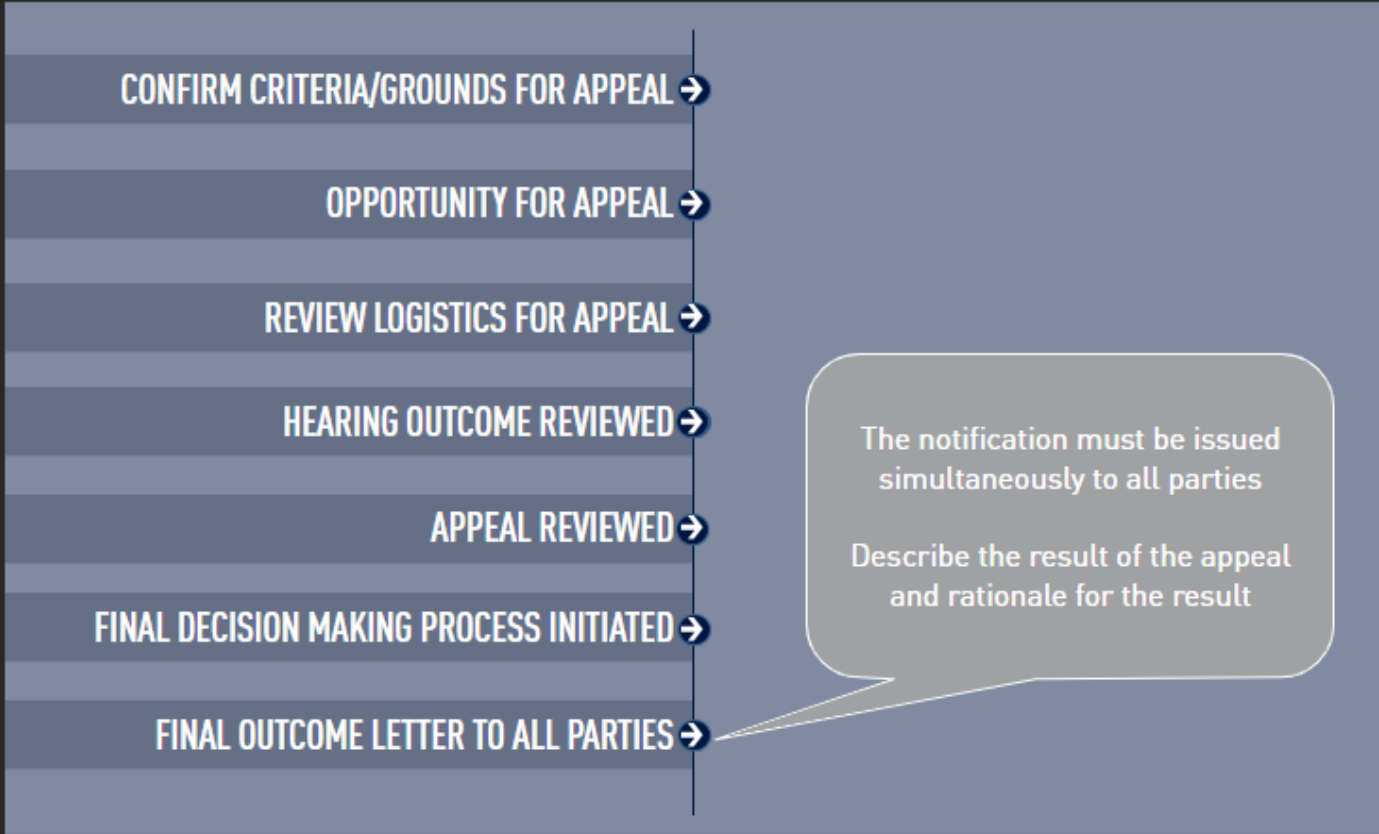 CONFIRM CRITERIA/GROUNDS FOR APPEAL
OPPORTUNITY FOR APPEAL
REVIEW LOGISTICS FOR APPEAL
HEARING OUTCOME REVIEWED
APPEAL REVIEWED
FINAL DECISION MAKING PROCESS INITIATED
FINAL OUTCOME LETTER TO ALL PARTIES
The notification must be issued
simultaneously to all parties
Describe the result of the appeal
and rationale for the result